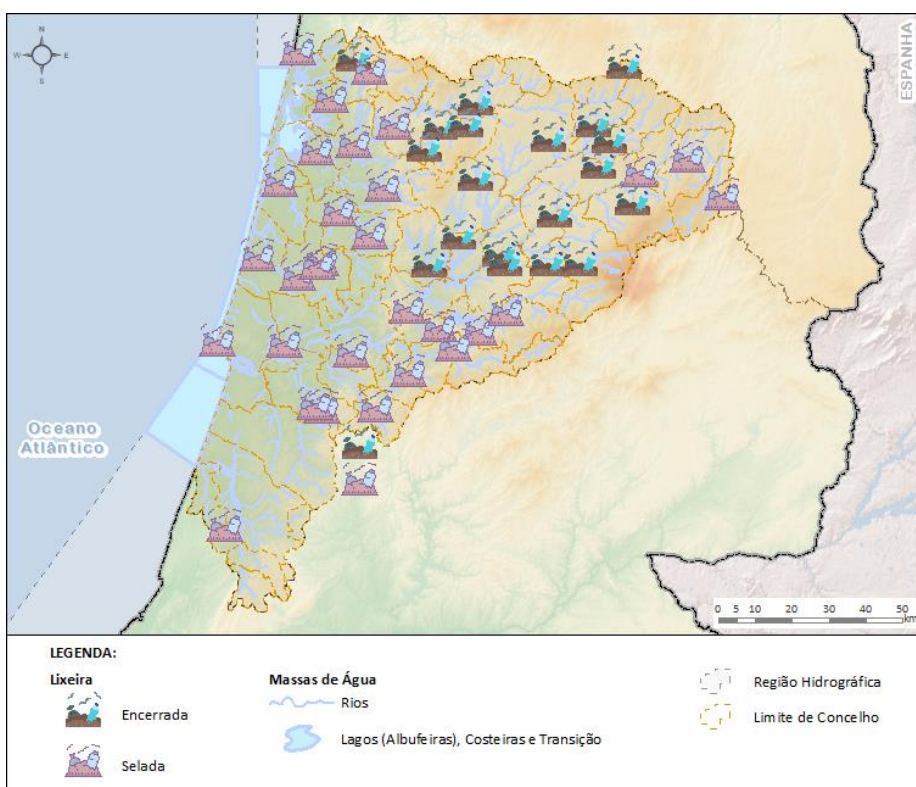 N
W E
S
ESPANHA
Oceano
Atlântico
0 5 10 20 30 40 50
km
LEGENDA:
Lixeira
Encerrada
Selada
Massas de Água
Rios
Lagos (Albufeiras), Costeiras e Transição
Região Hidrográfica
Limite de Concelho